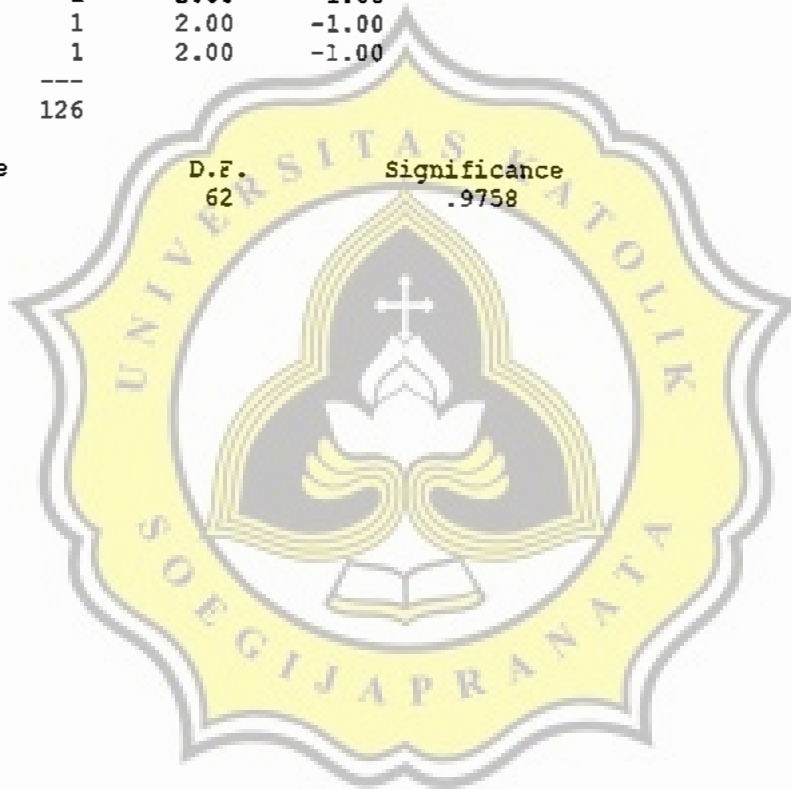 1 2.00 -1.00
1 2.00 -1.00
---
126
e D.F. Significance
62 .9758
UNIVERSITAS KATOLIK
SOEGIJAPRANATA